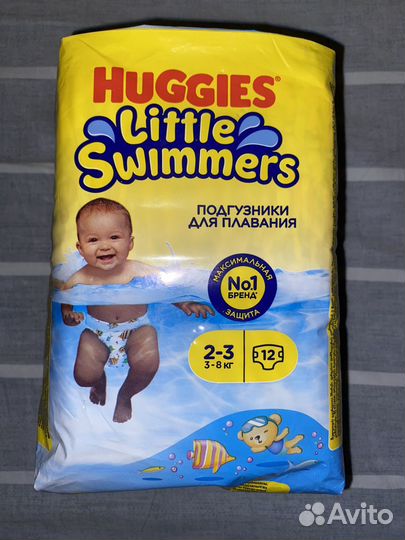 HUGGIES®
Little
Swimmers
ПОДГУЗНИКИ
ДЛЯ ПЛАВАНИЯ
МАКСИМАЛЬНАЯ
№1
БРЕНД*
ЗАЩИТА
2-3
3-8 КГ
12
Avito